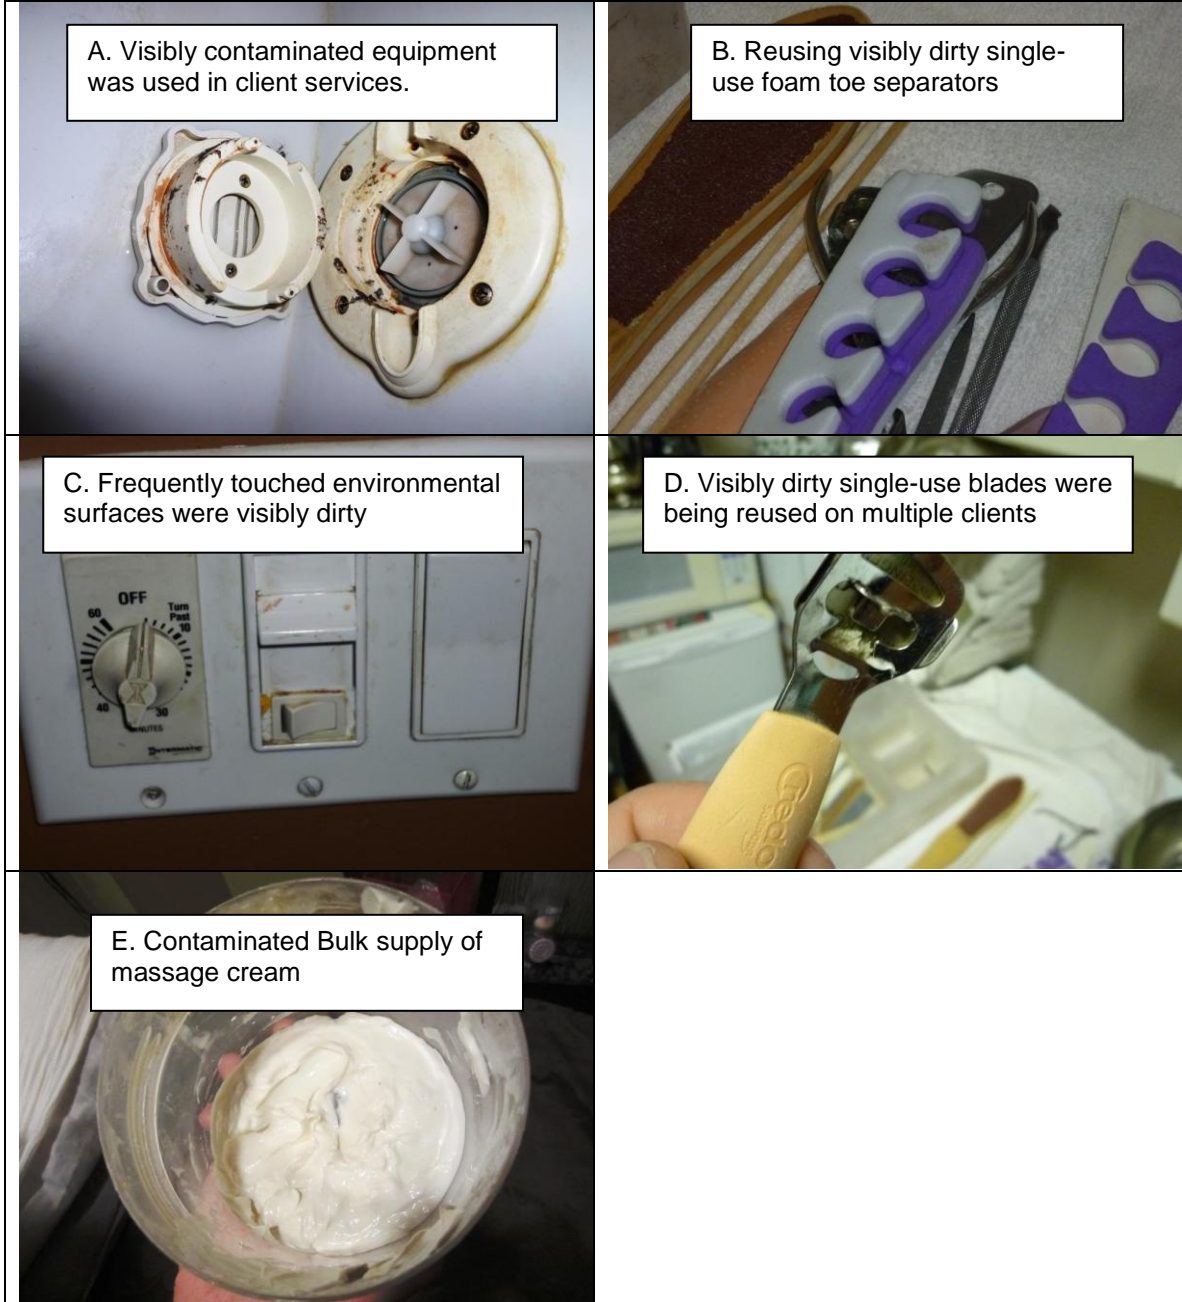 A. Visibly contaminated equipment
was used in client services.
B. Reusing visibly dirty single-
use foam toe separators
C. Frequently touched environmental
surfaces were visibly dirty
OFF
Turn
Past
10
60
40
30
MINUTES
INTERMATIC
D. Visibly dirty single-use blades were
being reused on multiple clients
Credo
E. Contaminated Bulk supply of
massage cream